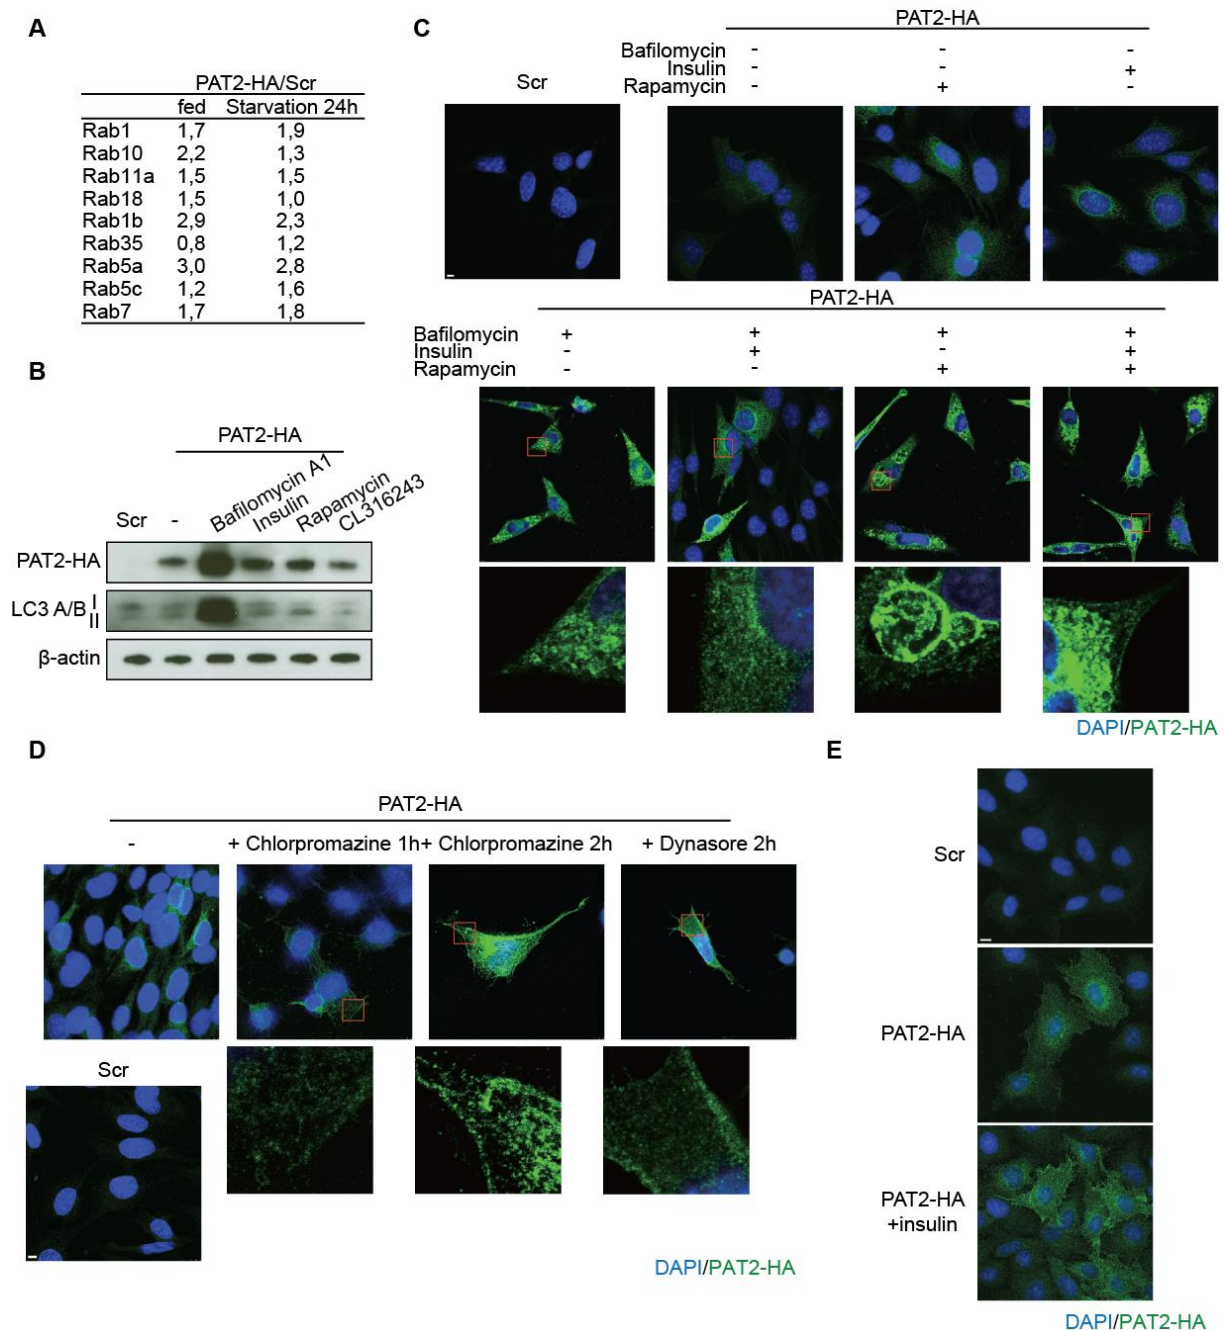 A
PAT2-HA/Scr
fed Starvation 24h
Rab1 1,7 1,9
Rab10 2,2 1,3
Rab11a 1,5 1,5
Rab18 1,5 1,0
Rab1b 2,9 2,3
Rab35 0,8 1,2
Rab5a 3,0 2,8
Rab5c 1,2 1,6
Rab7 1,7 1,8
B
PAT2-HA
Scr - Bafilomycin A1 Insulin Rapamycin CL316243
PAT2-HA
LC3 A/B I
II
β-actin
C
PAT2-HA
Bafilomycin - - -
Insulin - - +
Rapamycin - + -
Scr
PAT2-HA
Bafilomycin + + + +
Insulin - + - +
Rapamycin - - + +
DAPI/PAT2-HA
D
PAT2-HA
- + Chlorpromazine 1h + Chlorpromazine 2h + Dynasore 2h
Scr
DAPI/PAT2-HA
E
Scr
PAT2-HA
PAT2-HA
+insulin
DAPI/PAT2-HA